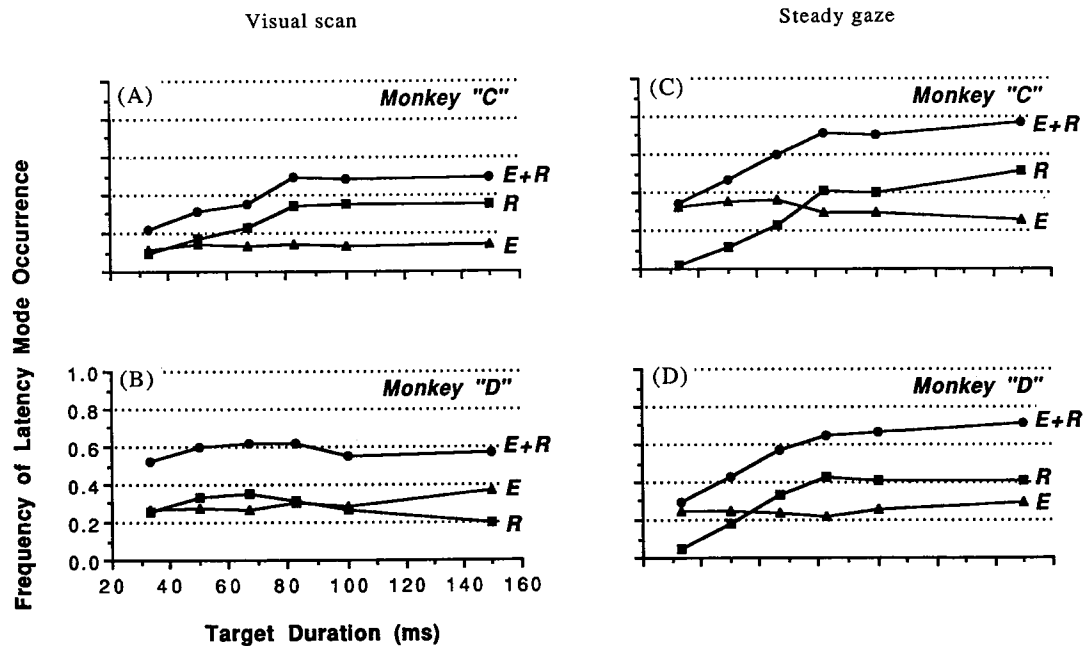 Visual scan
Steady gaze
(A)
Monkey "C"
E+R
R
E
(C)
Monkey "C"
E+R
R
E
Frequency of Latency Mode Occurrence
(B)
Monkey "D"
1.0
0.8
0.6
0.4
0.2
0.0
E+R
E
R
20 40 60 80 100 120 140 160
Target Duration (ms)
(D)
Monkey "D"
E+R
R
E